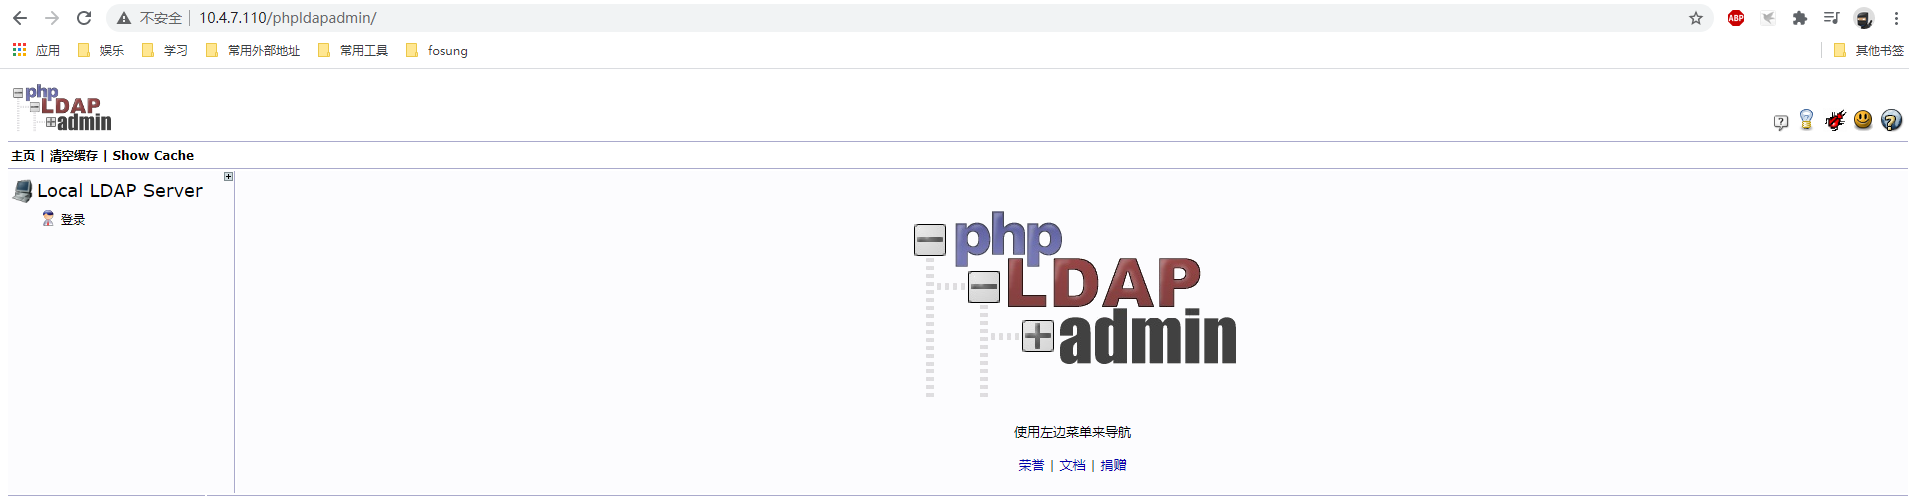 不安全 | 10.4.7.110/phpldapadmin/
ABP
应用 娱乐 学习 常用外部地址 常用工具 fosung 其他书签
php
LDAP
admin
主页 | 清空缓存 | Show Cache
Local LDAP Server
登录
php
LDAP
admin
使用左边菜单来导航
荣誉 | 文档 | 捐赠